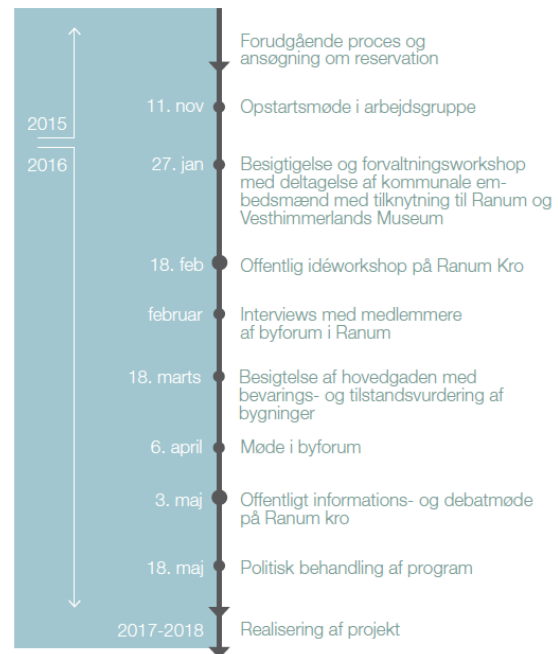 Forudgående proces og
ansøgning om reservation
11. nov
Opstartsmøde i arbejdsgruppe
2015
2016
27. jan
Besigtigelse og forvaltningsworkshop
med deltagelse af kommunale em-
bedsmænd med tilknytning til Ranum og
Vesthimmerlands Museum
18. feb
Offentlig idéworkshop på Ranum Kro
februar
Interviews med medlemmere
af byforum i Ranum
18. marts
Besigtelse af hovedgaden med
bevarings- og tilstandsvurdering af
bygninger
6. april
Møde i byforum
3. maj
Offentligt informations- og debatmøde
på Ranum kro
18. maj
Politisk behandling af program
2017-2018
Realisering af projekt